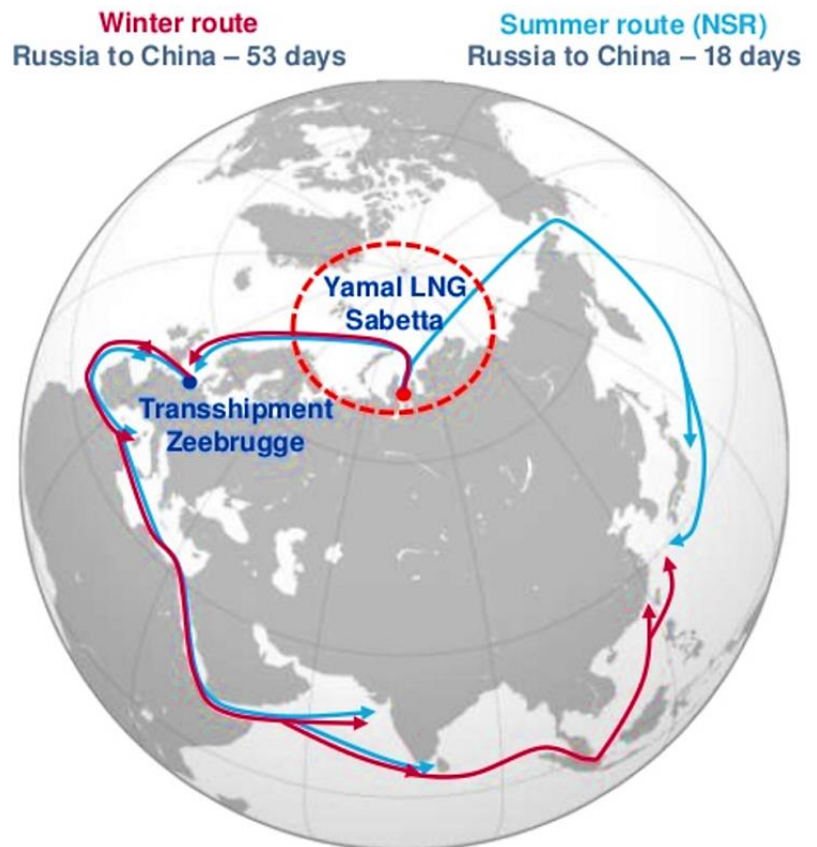 Winter route
Russia to China – 53 days
Summer route (NSR)
Russia to China – 18 days
Yamal LNG
Sabetta
Transshipment
Zeebrugge